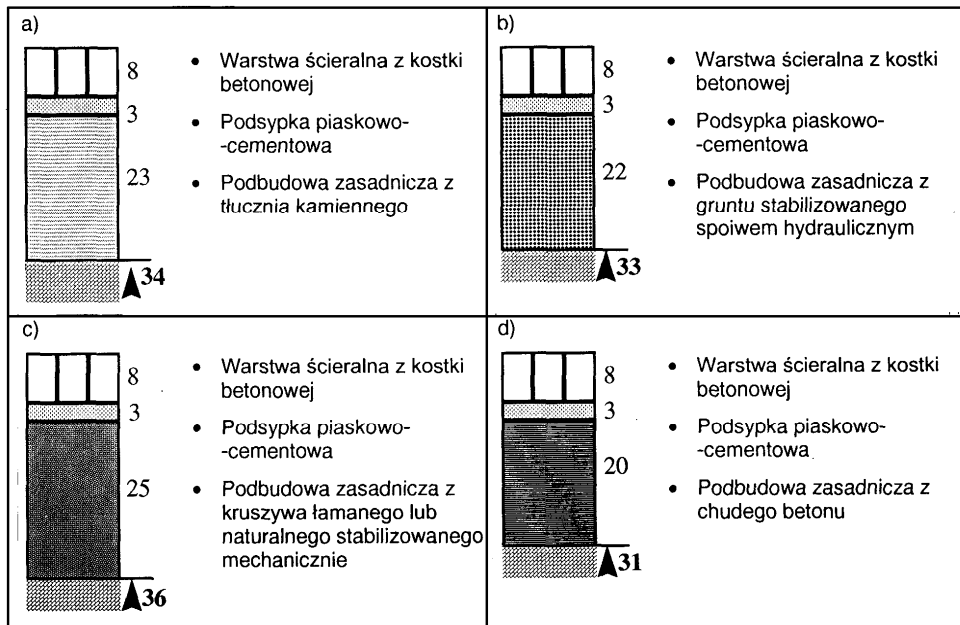 a)
8
3
23
34
• Warstwa ścieralna z kostki
betonowej
• Podsypka piaskowo-
-cementowa
• Podbudowa zasadnicza z
tłucznia kamiennego
b)
8
3
22
33
• Warstwa ścieralna z kostki
betonowej
• Podsypka piaskowo-
-cementowa
• Podbudowa zasadnicza z
gruntu stabilizowanego
spoiwem hydraulicznym
c)
8
3
25
36
• Warstwa ścieralna z kostki
betonowej
• Podsypka piaskowo-
-cementowa
• Podbudowa zasadnicza z
kruszywa łamanego lub
naturalnego stabilizowanego
mechanicznie
d)
8
3
20
31
• Warstwa ścieralna z kostki
betonowej
• Podsypka piaskowo-
-cementowa
• Podbudowa zasadnicza z
chudego betonu